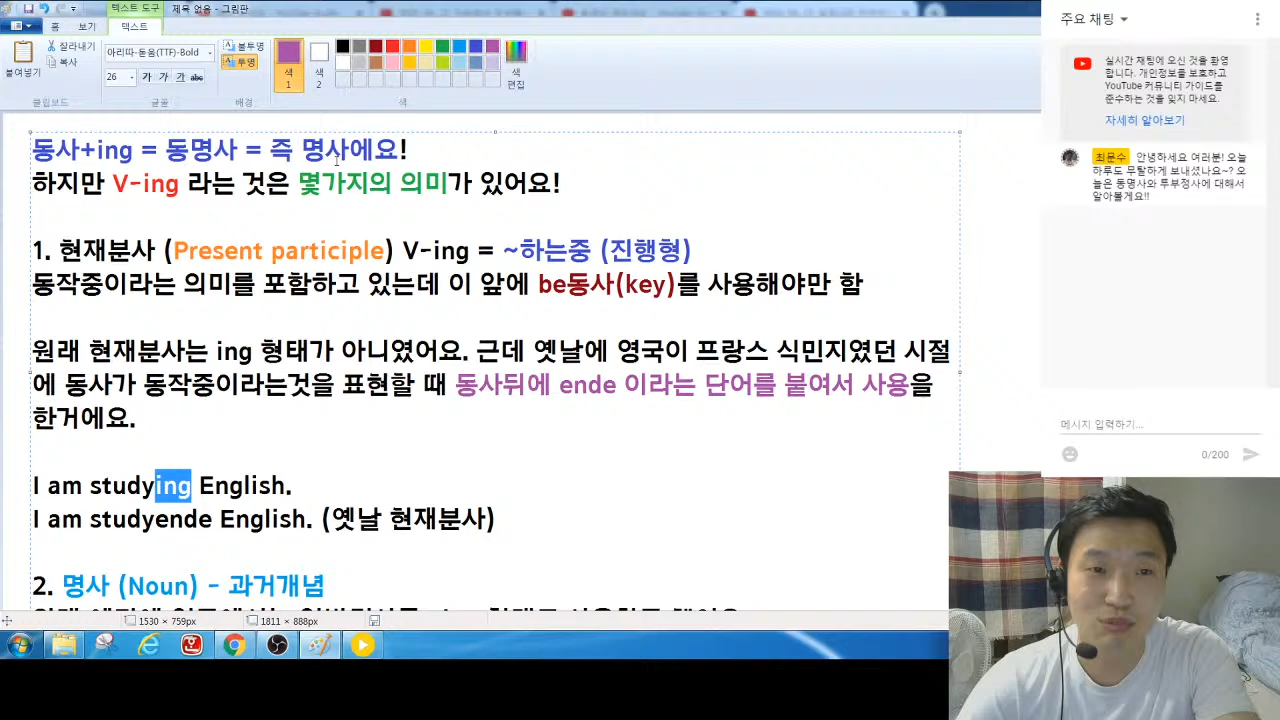 텍스트 도구
제목 없음 - 그림판
홈
보기
텍스트
붙여넣기
잘라내기
복사
클립보드
아리따-돋움(TTF)-Bold
26
가 가 가 abc
글꼴
불투명
투명
배경
색
1
색
2
색
편집
색
동사+ing = 동명사 = 즉 명사에요!
하지만 V-ing 라는 것은 몇가지의 의미가 있어요!
1. 현재분사 (Present participle) V-ing = ~하는중 (진행형)
동작중이라는 의미를 포함하고 있는데 이 앞에 be동사(key)를 사용해야만 함
원래 현재분사는 ing 형태가 아니였어요. 근데 옛날에 영국이 프랑스 식민지였던 시절
에 동사가 동작중이라는것을 표현할 때 동사뒤에 ende 이라는 단어를 붙여서 사용을
한거에요.
I am studying English.
I am studyende English. (옛날 현재분사)
2. 명사 (Noun) - 과거개념
1530 × 759px
1811 × 888px
주요 채팅
실시간 채팅에 오신 것을 환영
합니다. 개인정보를 보호하고
YouTube 커뮤니티 가이드를
준수하는 것을 잊지 마세요.
자세히 알아보기
최문수 안녕하세요 여러분! 오늘
하루도 무탈하게 보내셨나요~? 오
늘은 동명사와 투부정사에 대해서
알아볼게요!!
메시지 입력하기...
0/200